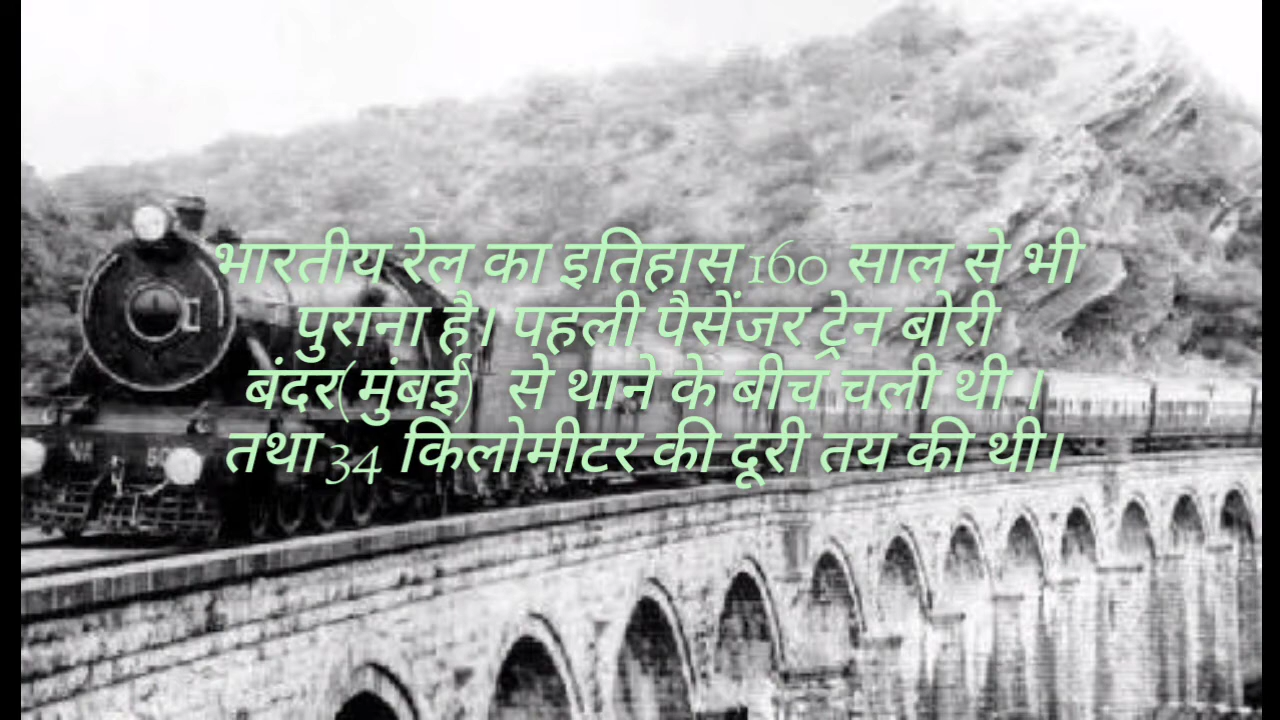 भारतीय रेल का इतिहास 160 साल से भी
पुराना है। पहली पैसेंजर ट्रेन बोरी
बंदर(मुंबई) से थाने के बीच चली थी ।
तथा 34 किलोमीटर की दूरी तय की थी।